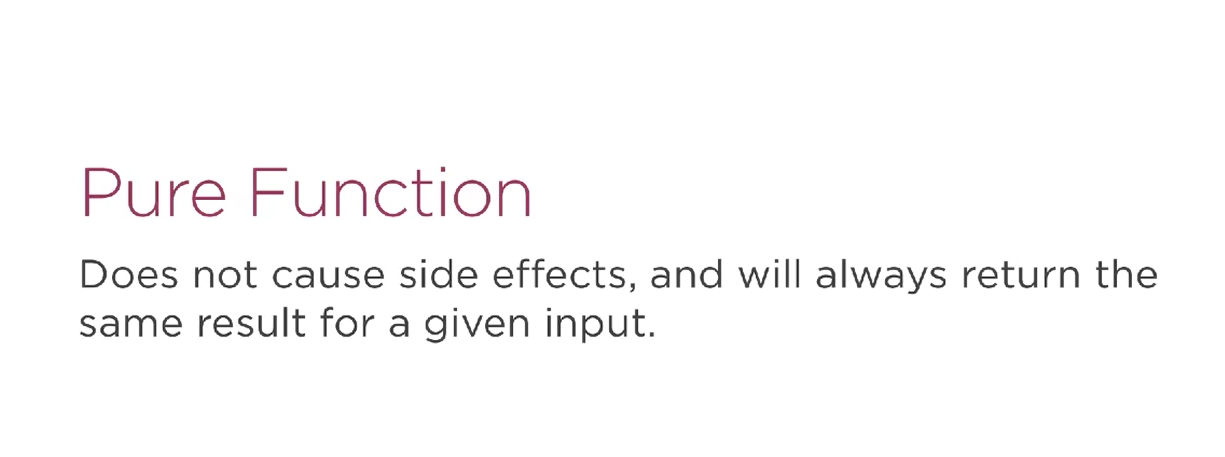 Pure Function
Does not cause side effects, and will always return the
same result for a given input.